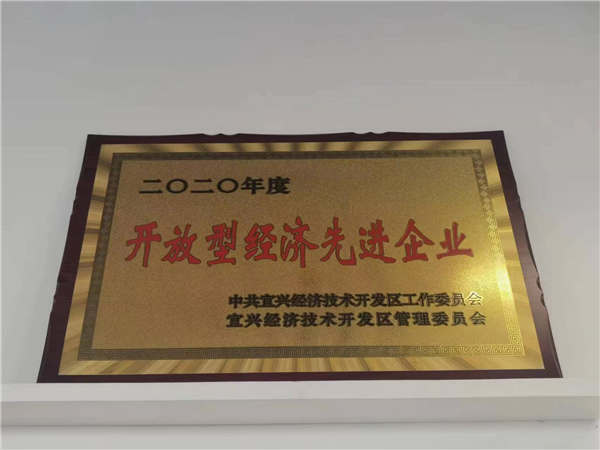 二〇二〇年度
开放型经济先进企业
中共宜兴经济技术开发区工作委员会
宜兴经济技术开发区管理委员会